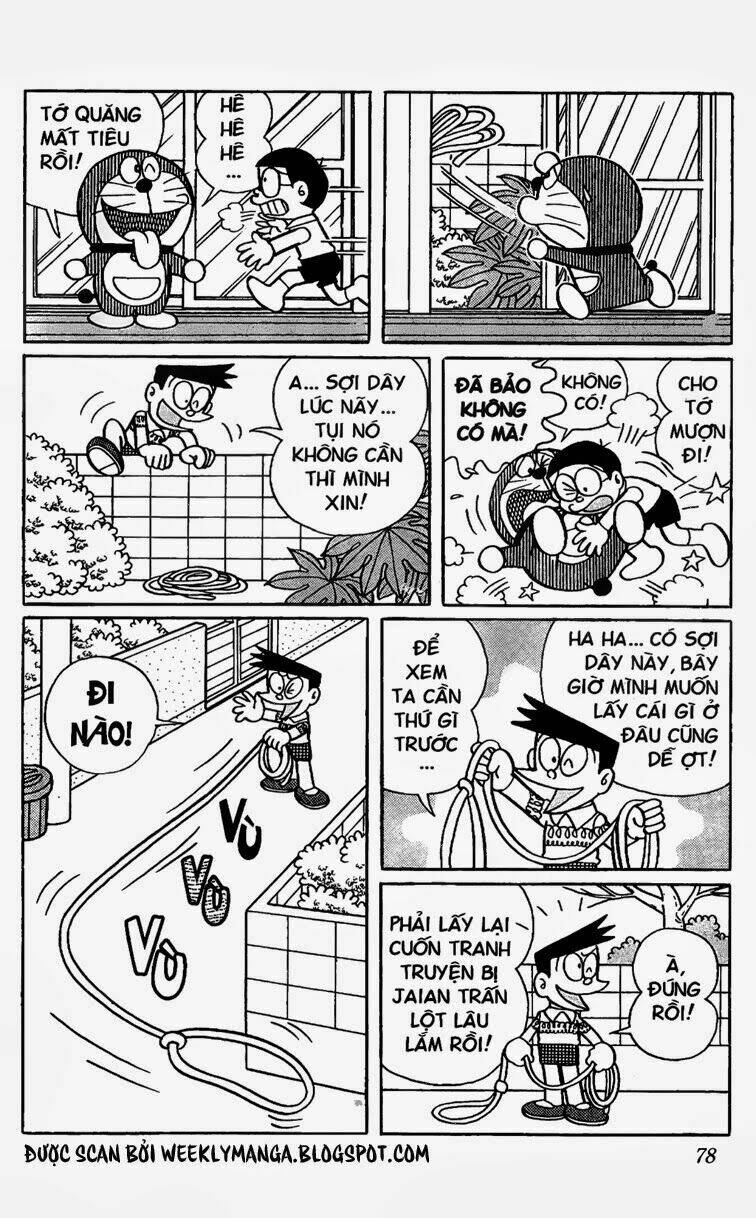 HÊ
HÊ
HÊ
...
TỚ QUĂNG
MẤT TIÊU
RỒI!
CHO
TỚ
MƯỢN
ĐI!
KHÔNG
CÓ!
ĐÃ BẢO
KHÔNG
CÓ MÀ!
A... SỢI DÂY
LÚC NÃY...
TỤI NÓ
KHÔNG CẦN
THÌ MÌNH
XIN!
HA HA... CÓ SỢI
DÂY NÀY, BÂY
GIỜ MÌNH MUỐN
LẤY CÁI GÌ Ở
ĐÂU CŨNG
DỄ ỢT!
ĐỂ
XEM
TA CẦN
THỨ GÌ
TRƯỚC
...
À,
ĐÚNG
RỒI!
PHẢI LẤY LẠI
CUỐN TRANH
TRUYỆN BỊ
JAIAN TRẤN
LỘT LÂU
LẮM RỒI!
ĐI
NÀO!
VÙ
VÙ
VÙ
ĐƯỢC SCAN BỞI WEEKLYMANGA.BLOGSPOT.COM
78